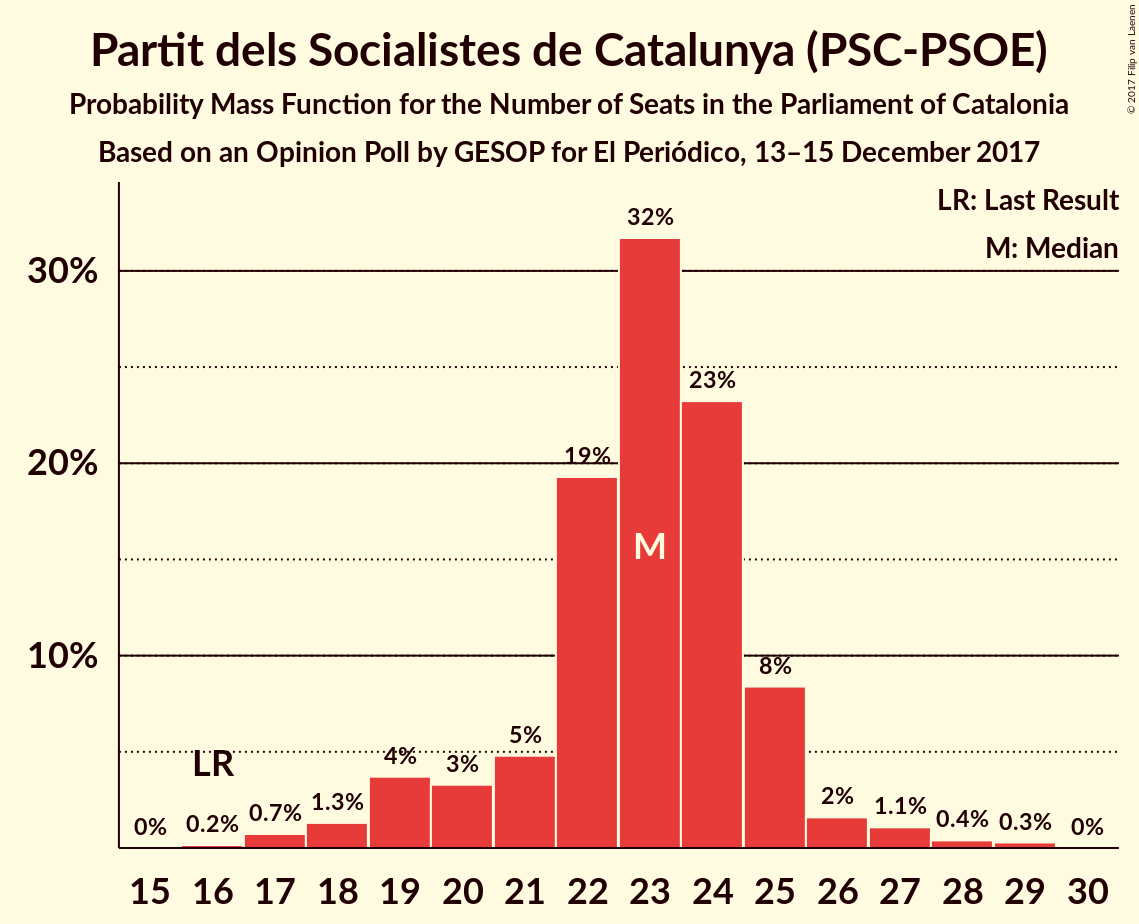 Partit dels Socialistes de Catalunya (PSC-PSOE)
Probability Mass Function for the Number of Seats in the Parliament of Catalonia
Based on an Opinion Poll by GESOP for El Periódico, 13–15 December 2017
© 2017 Filip van Laenen
LR: Last Result
M: Median
30%
20%
10%
0%
0.2%
0.7%
1.3%
4%
3%
5%
19%
32%
23%
8%
2%
1.1%
0.4%
0.3%
0%
LR
M
15 16 17 18 19 20 21 22 23 24 25 26 27 28 29 30